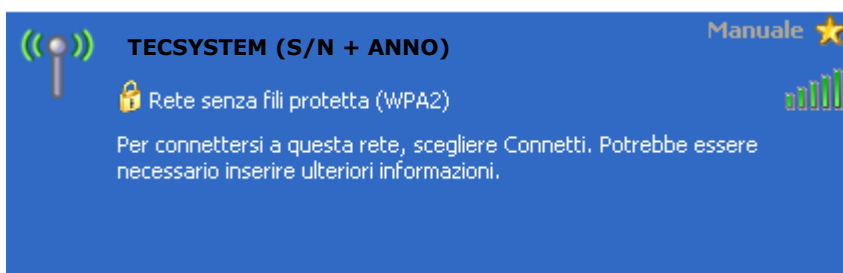 Manuale
TECSYSTEM (S/N + ANNO)
Rete senza fili protetta (WPA2)
Per connettersi a questa rete, scegliere Connetti. Potrebbe essere
necessario inserire ulteriori informazioni.